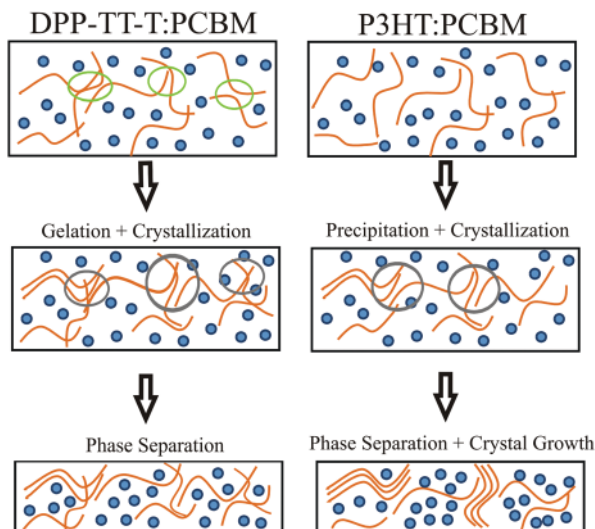 DPP-TT-T:PCBM
P3HT:PCBM
Gelation + Crystallization
Precipitation + Crystallization
Phase Separation
Phase Separation + Crystal Growth